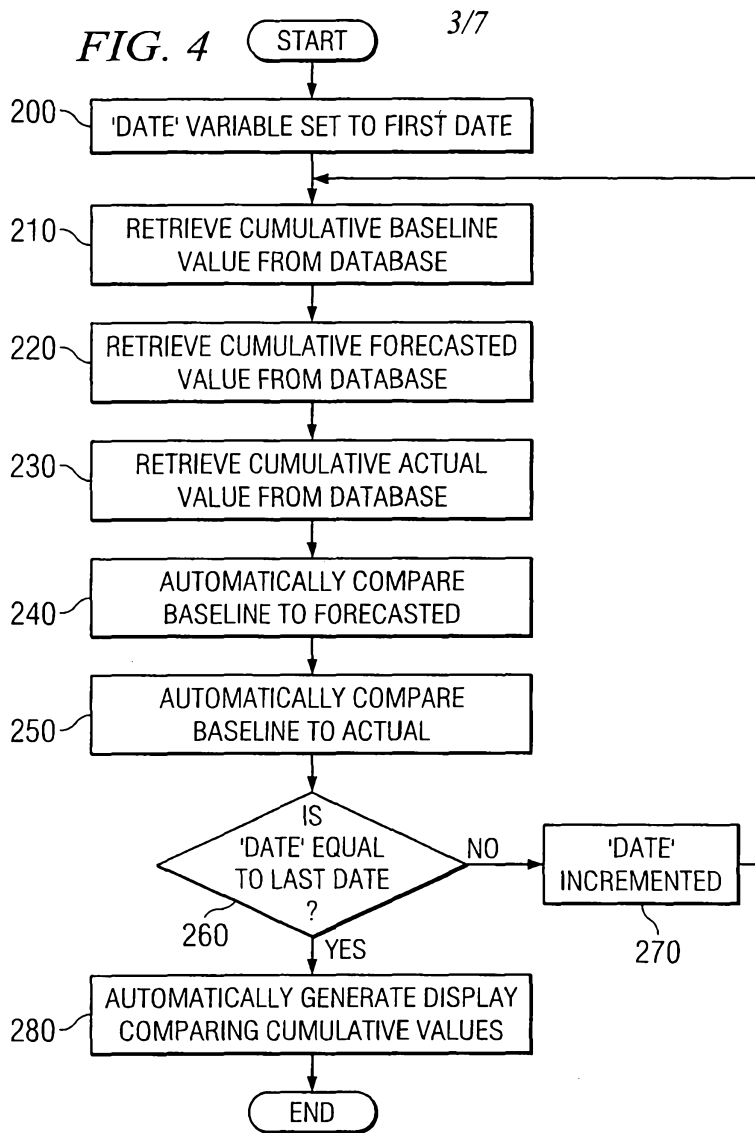 3/7
FIG. 4
START
200
'DATE' VARIABLE SET TO FIRST DATE
210
RETRIEVE CUMULATIVE BASELINE
VALUE FROM DATABASE
220
RETRIEVE CUMULATIVE FORECASTED
VALUE FROM DATABASE
230
RETRIEVE CUMULATIVE ACTUAL
VALUE FROM DATABASE
240
AUTOMATICALLY COMPARE
BASELINE TO FORECASTED
250
AUTOMATICALLY COMPARE
BASELINE TO ACTUAL
IS
'DATE' EQUAL
TO LAST DATE
?
260
NO
'DATE'
INCREMENTED
270
YES
280
AUTOMATICALLY GENERATE DISPLAY
COMPARING CUMULATIVE VALUES
END